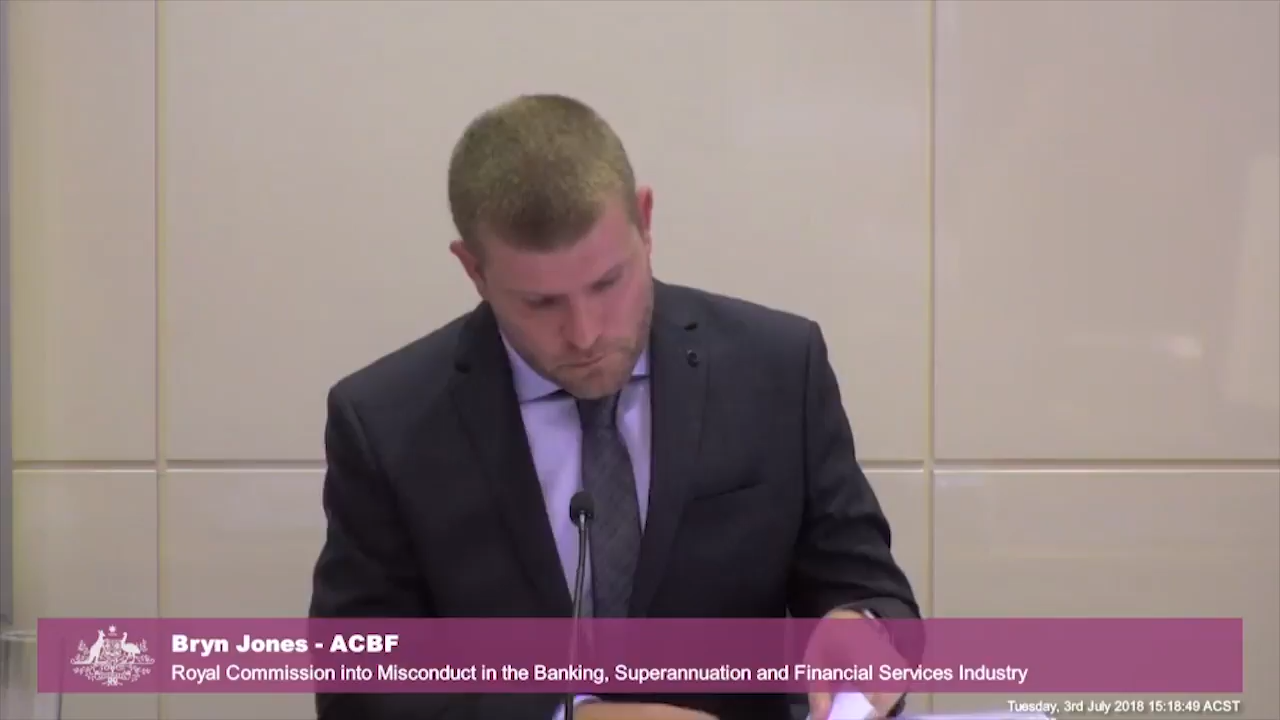 Bryn Jones - ACBF
Royal Commission into Misconduct in the Banking, Superannuation and Financial Services Industry
Tuesday, 3rd July 2018 15:18:49 ACST